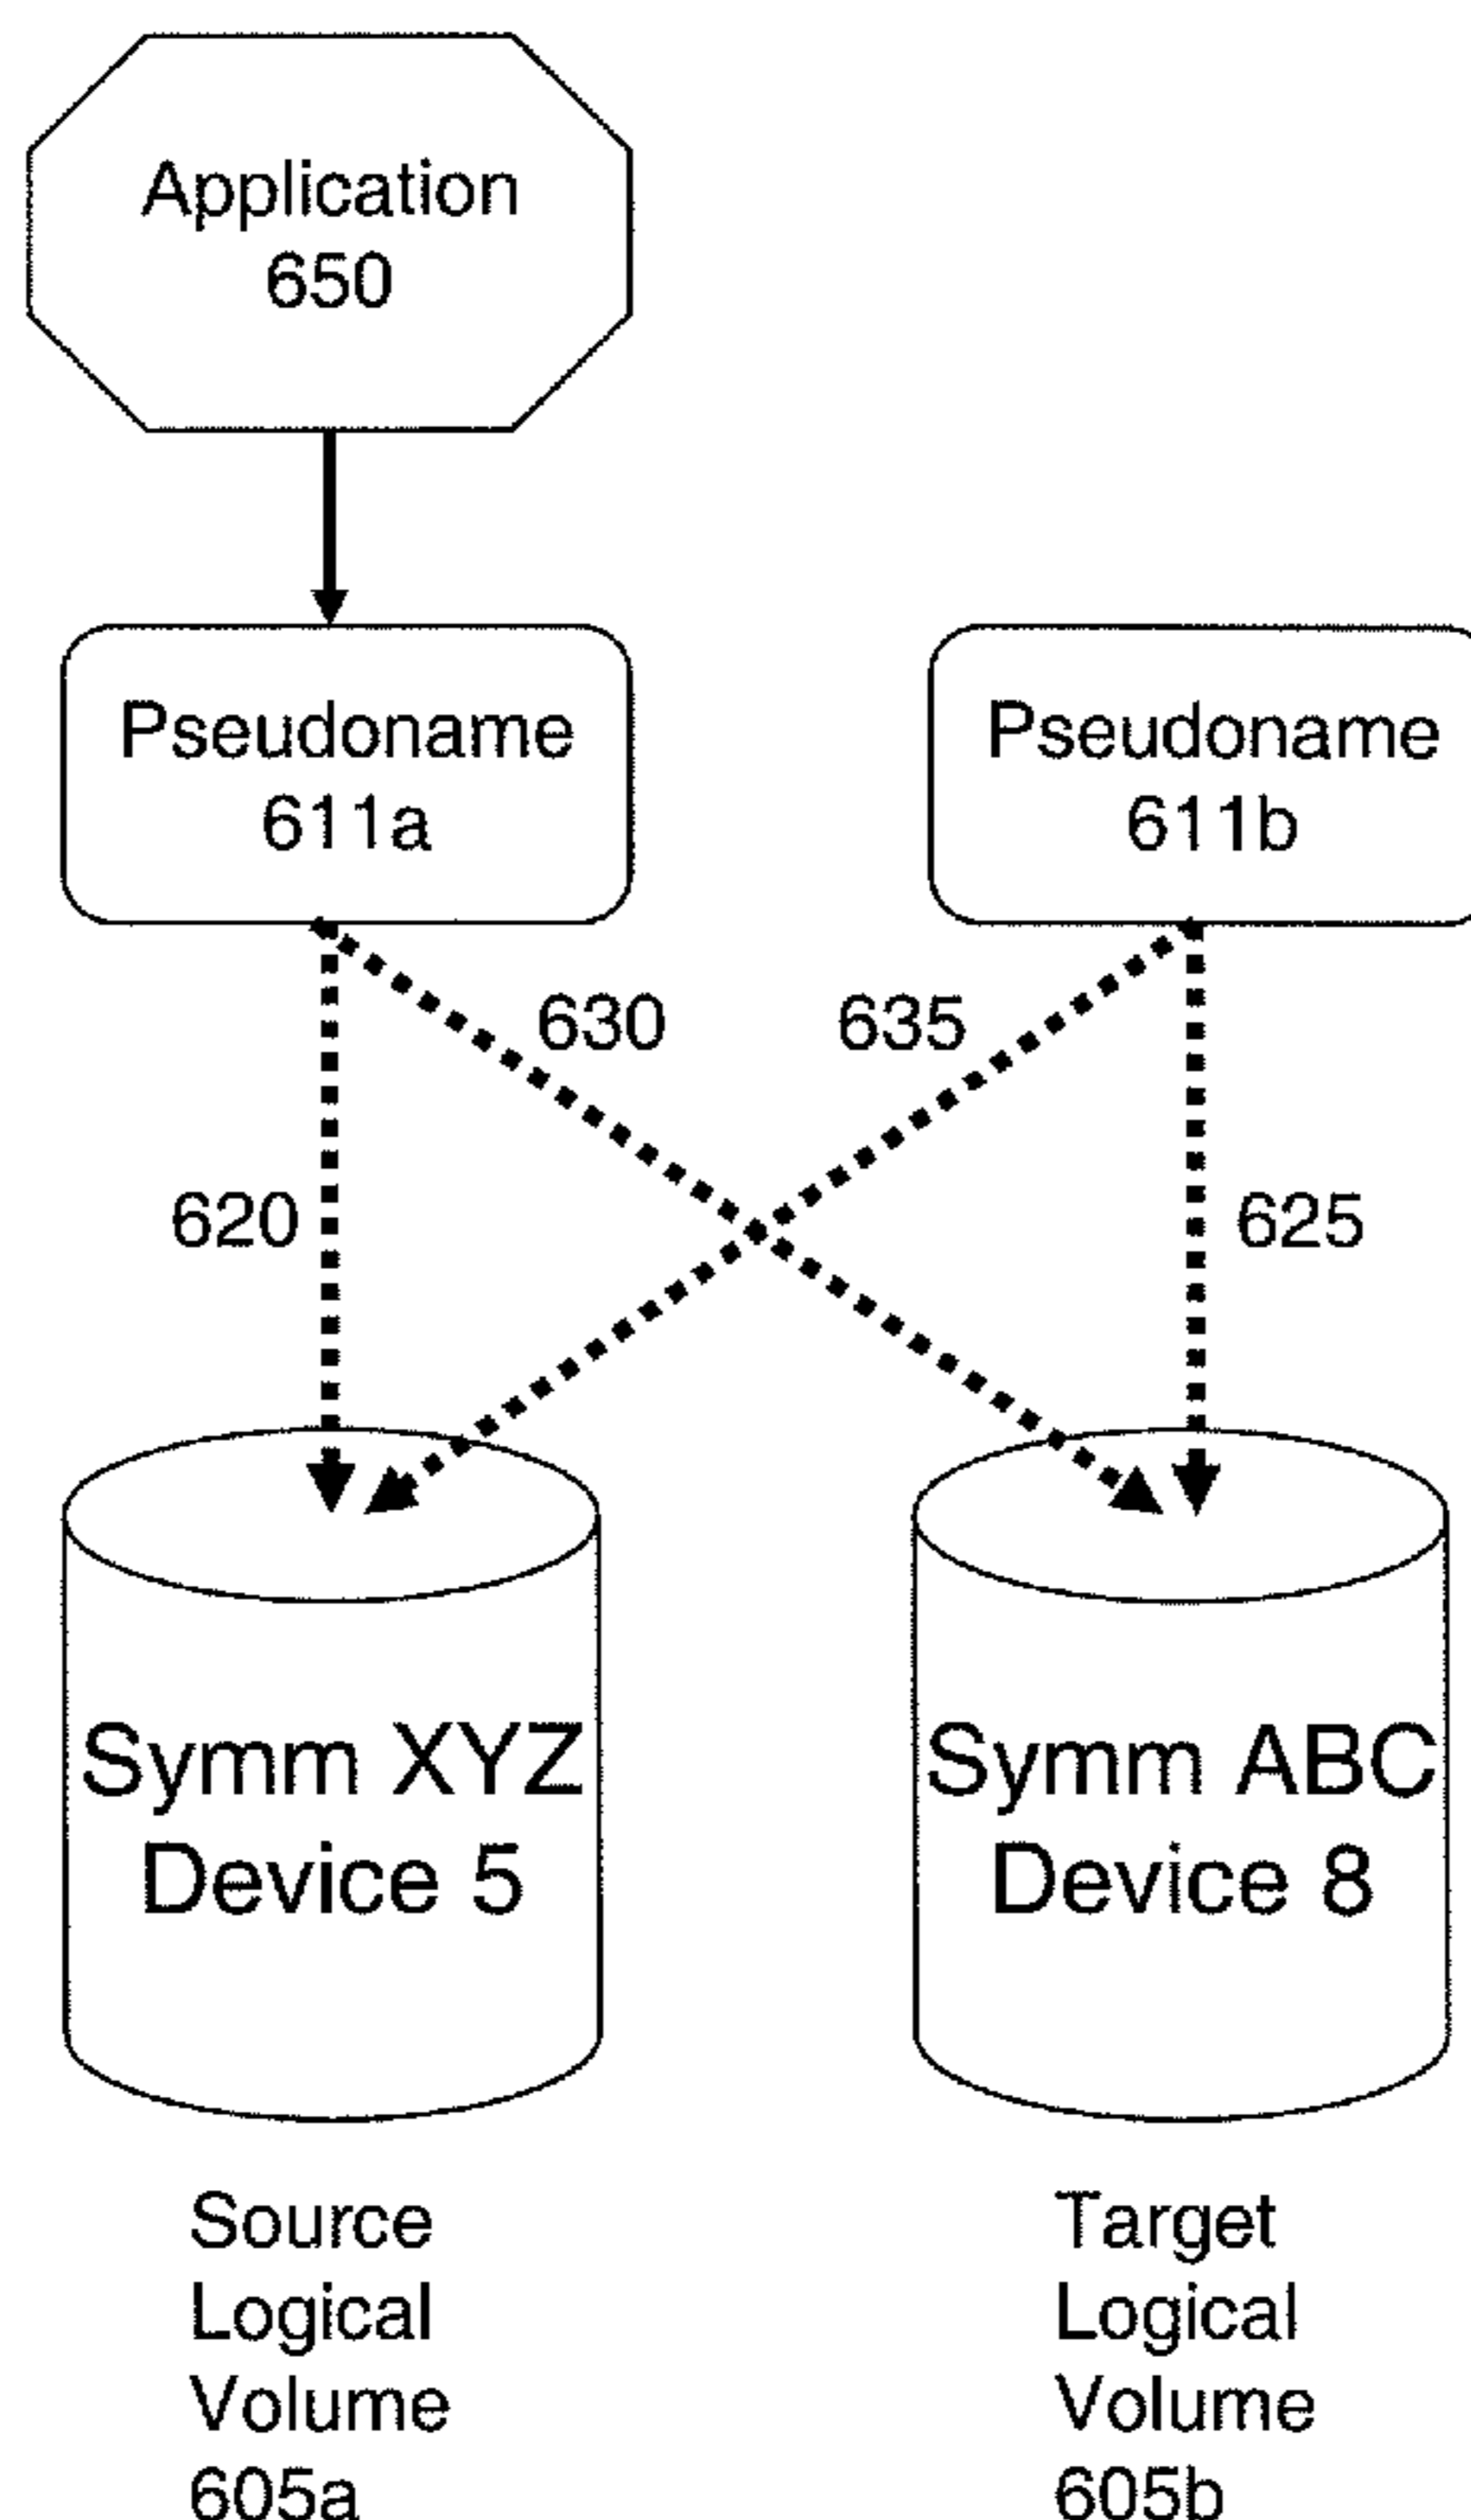 Application
650
Pseudoname
611a
Pseudoname
611b
630
635
620
625
Symm XYZ
Device 5
Symm ABC
Device 8
Source
Logical
Volume
605a
Target
Logical
Volume
605b